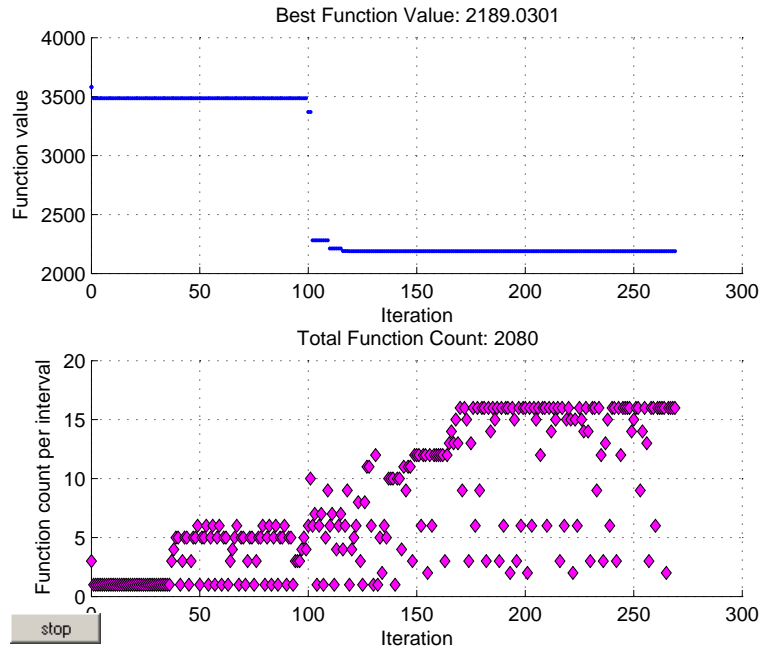 Best Function Value: 2189.0301
4000
3500
3000
2500
2000
Function value
0 50 100 150 200 250 300
Iteration
Total Function Count: 2080
20
15
10
5
0
Function count per interval
0 50 100 150 200 250 300
Iteration
stop